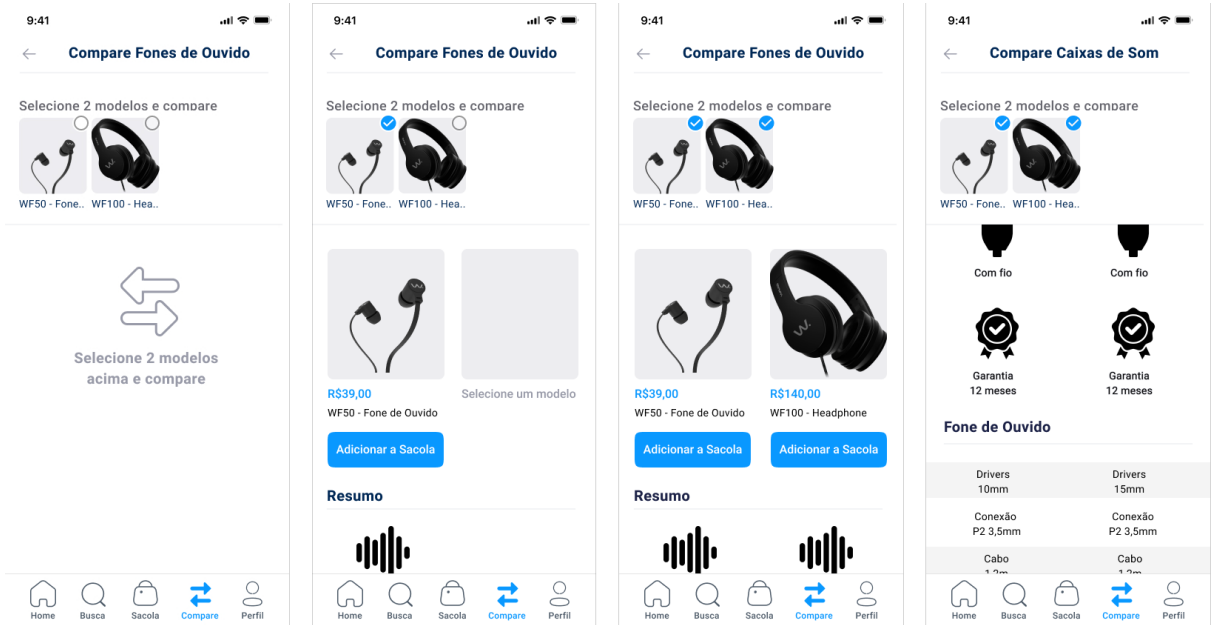 9:41
Compare Fones de Ouvido
Selecione 2 modelos e compare
WF50 - Fone.. WF100 - Hea..
Selecione 2 modelos
acima e compare
Home Busca Sacola Compare Perfil
9:41
Compare Fones de Ouvido
Selecione 2 modelos e compare
WF50 - Fone.. WF100 - Hea..
R$39,00
Selecione um modelo
WF50 - Fone de Ouvido
Adicionar a Sacola
Resumo
Home Busca Sacola Compare Perfil
9:41
Compare Fones de Ouvido
Selecione 2 modelos e compare
W.
WF50 - Fone.. WF100 - Hea..
W.
R$39,00 R$140,00
WF50 - Fone de Ouvido WF100 - Headphone
Adicionar a Sacola Adicionar a Sacola
Resumo
Home Busca Sacola Compare Perfil
9:41
Compare Caixas de Som
Selecione 2 modelos e compare
WF50 - Fone.. WF100 - Hea..
Com fio Com fio
Garantia Garantia
12 meses 12 meses
Fone de Ouvido
Drivers Drivers
10mm 15mm
Conexão Conexão
P2 3,5mm P2 3,5mm
Cabo Cabo
1,2m 1,2m
Home Busca Sacola Compare Perfil